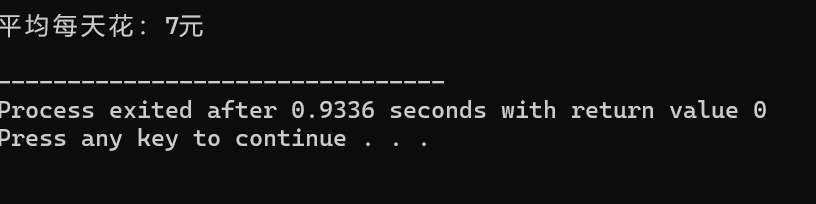 平均每天花：7元
--------------------------------
Process exited after 0.9336 seconds with return value 0
Press any key to continue . . .